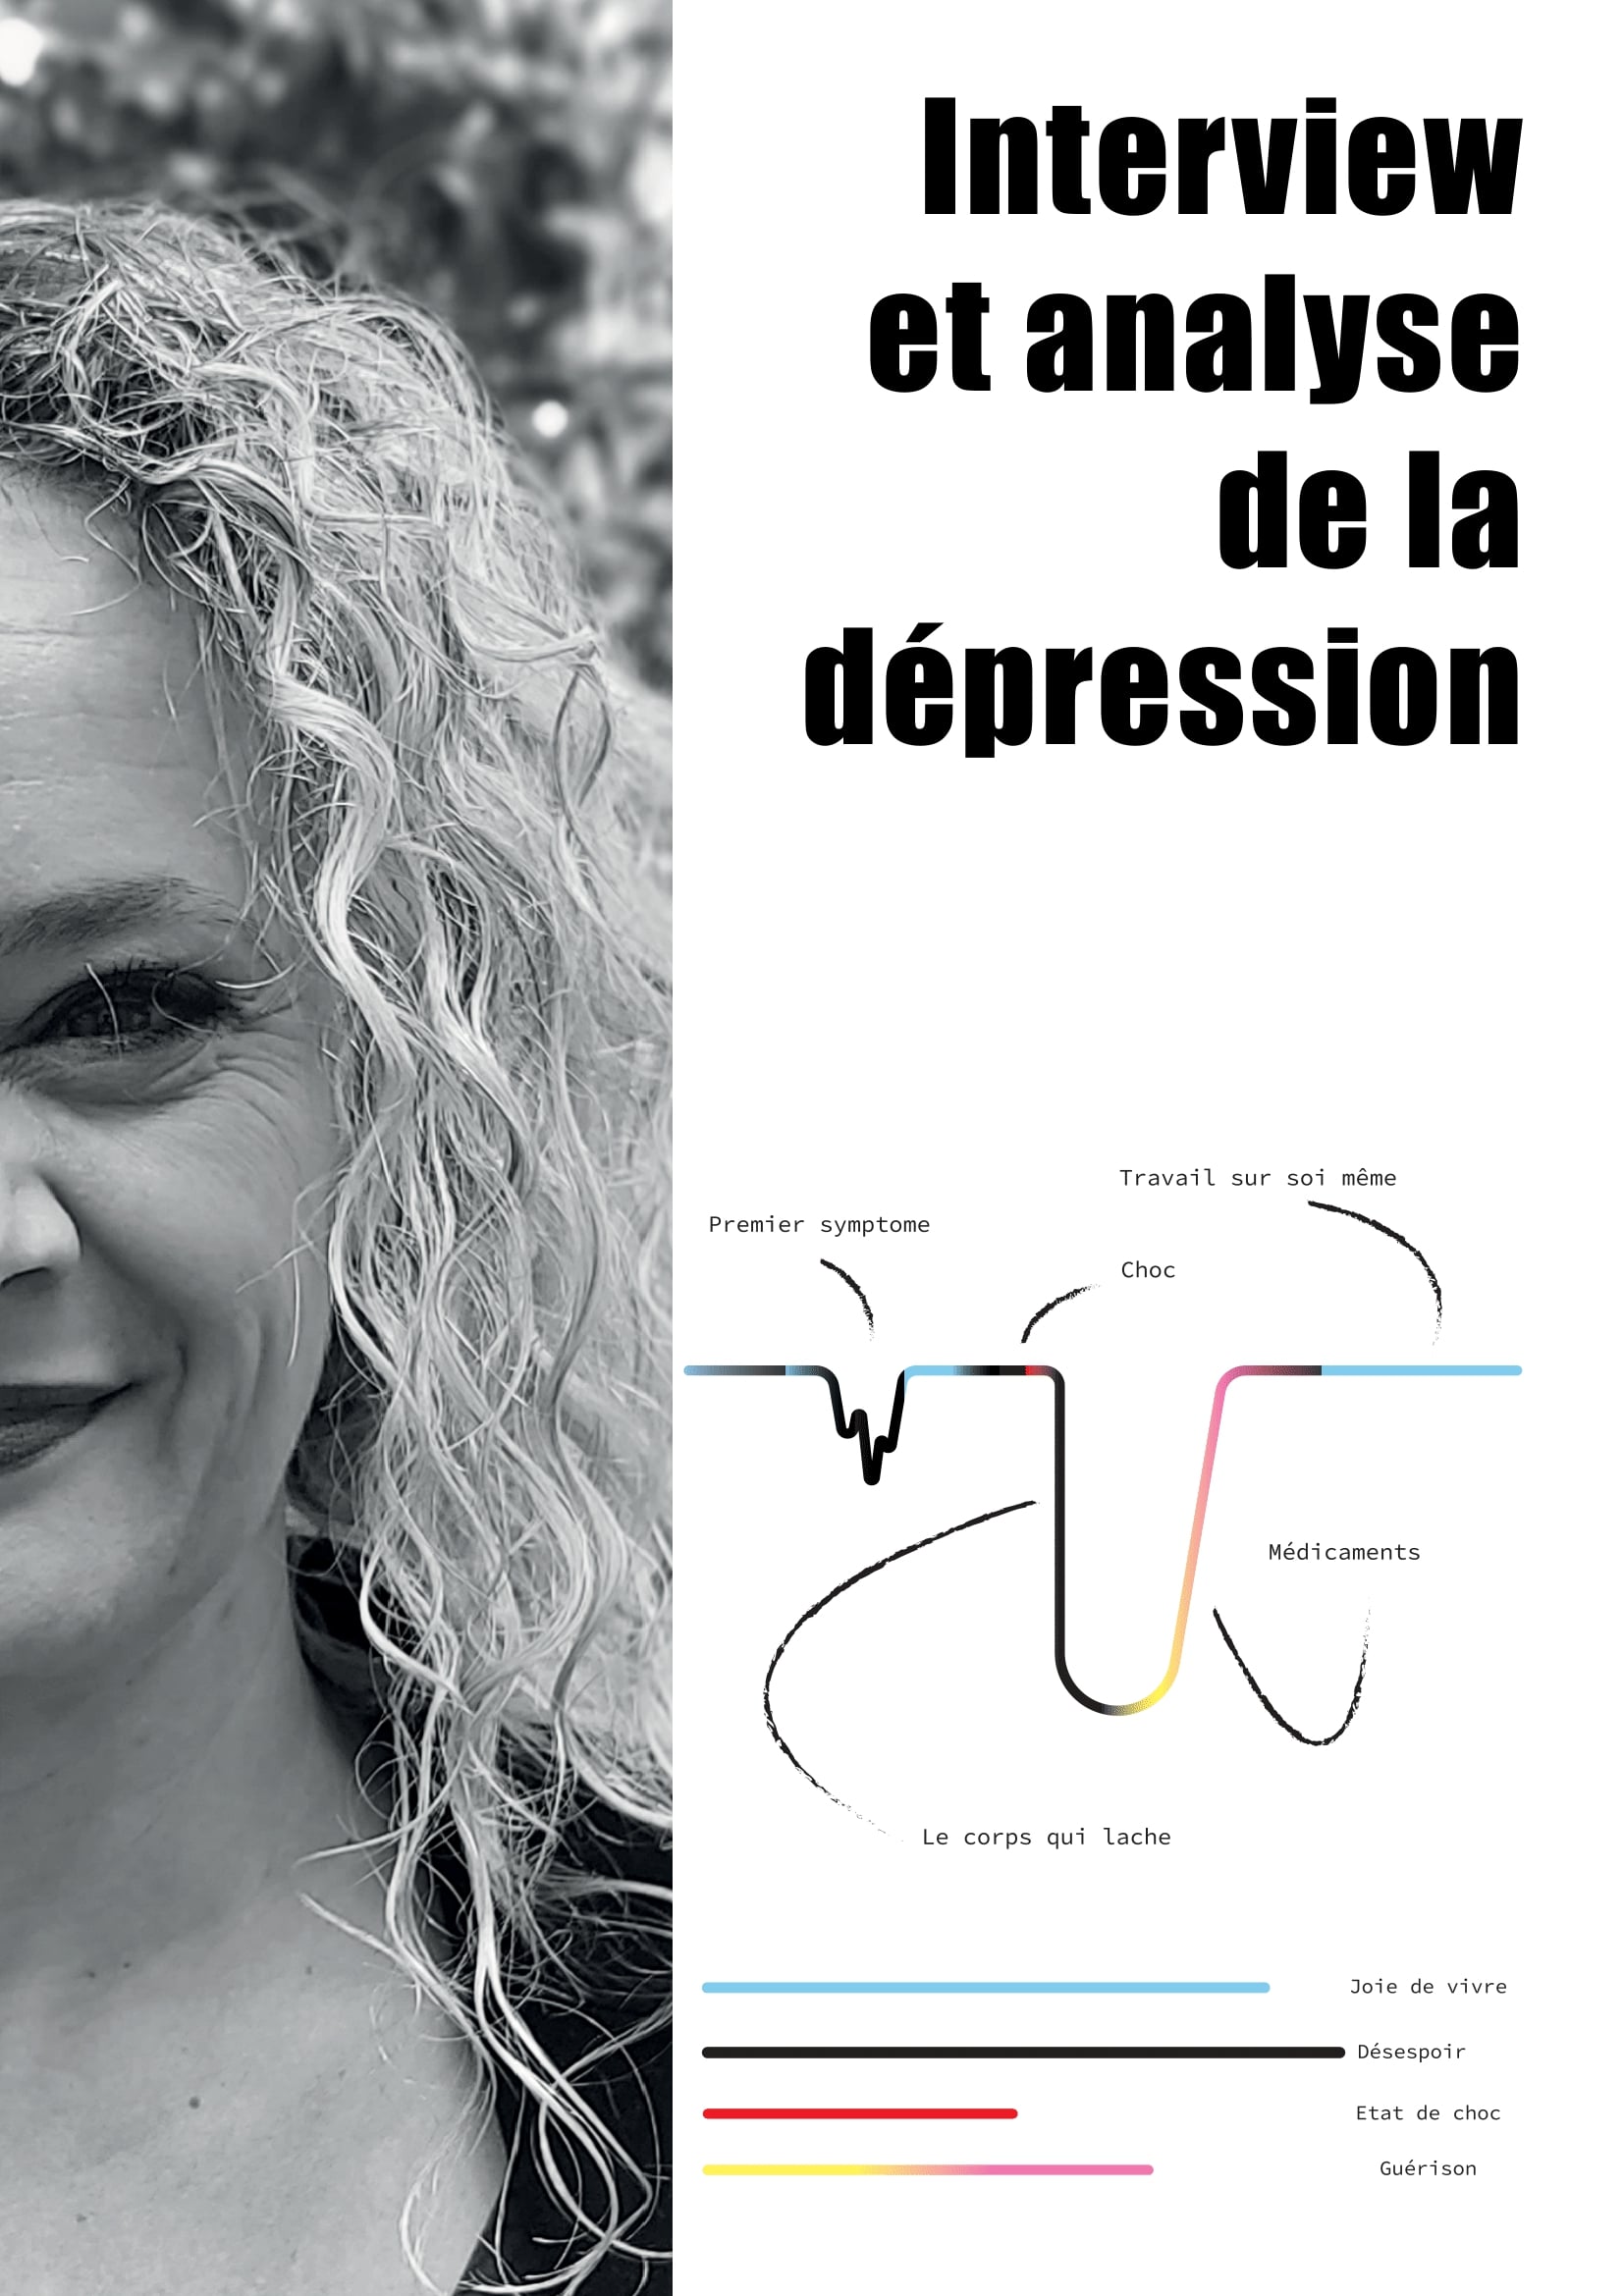 Interview
et analyse
de la
dépression
Travail sur soi même
Premier symptome
Choc
Médicaments
Le corps qui lache
Joie de vivre
Désespoir
Etat de choc
Guérison